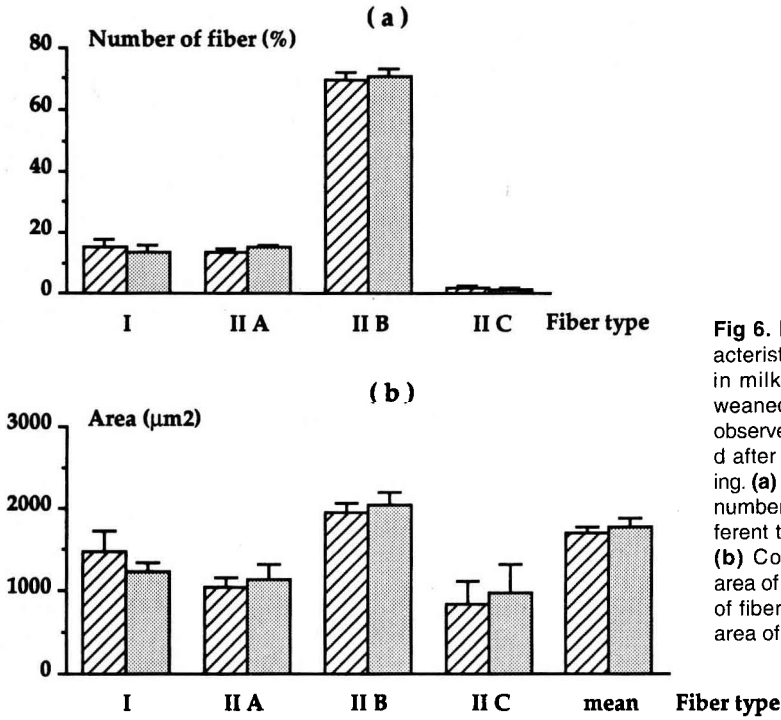 (a)
Number of fiber (%)
80
60
40
20
0
I II A II B II C Fiber type
(b)
Area (µm2)
3000
2000
1000
0
I II A II B II C mean Fiber type
Fig 6.
acterist
in milk
weaned
observe
d after
ing. (a)
number
ferent t
(b) Co
area of
of fiber
area of